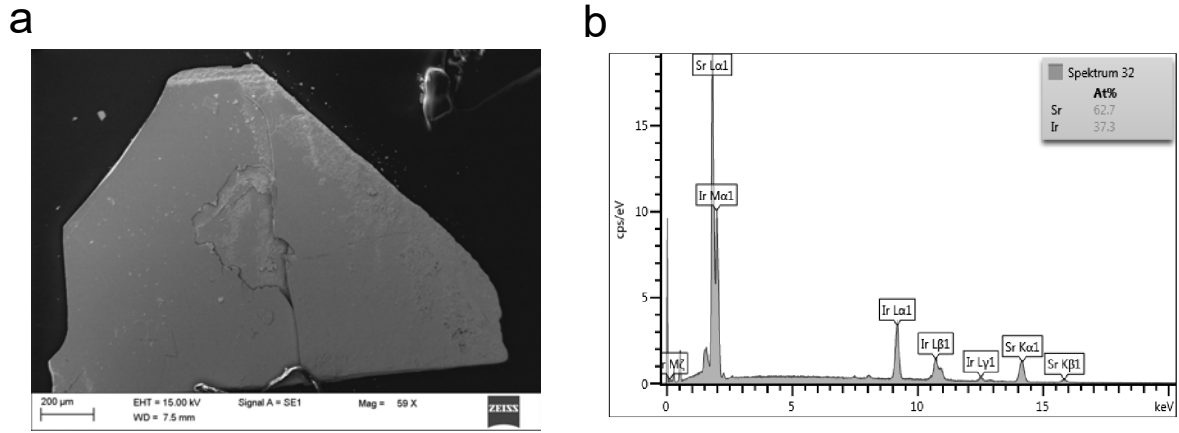 a
b
200 µm
EHT = 15.00 kV
WD = 7.5 mm
Signal A = SE1
Mag = 59 X
ZEISS
Sr Lα1
Ir Mα1
Ir Lα1
Ir Lβ1
Ir Lγ1
Sr Kα1
Sr Kβ1
r Mζ
Spektrum 32
At%
Sr 62.7
Ir 37.3
cps/eV
15
10
5
0
0 5 10 15 keV